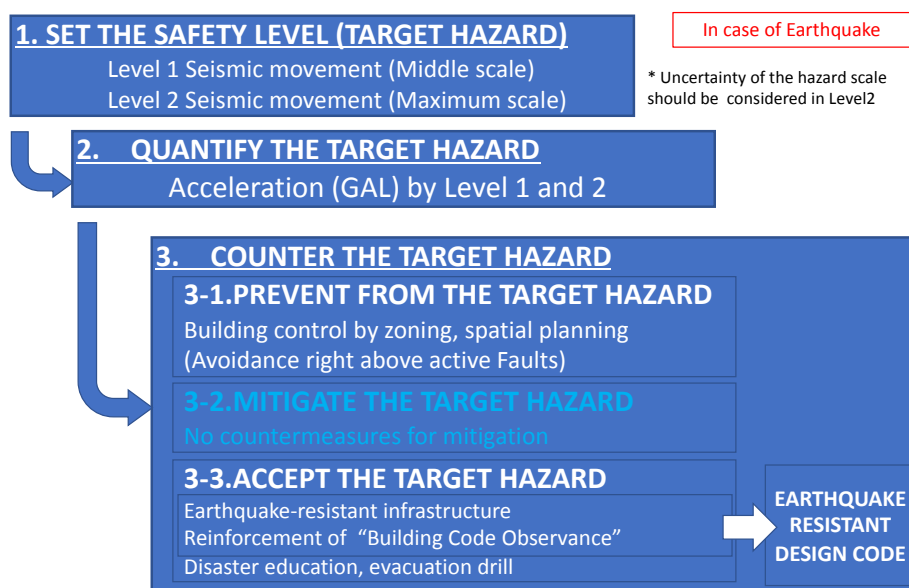 1. SET THE SAFETY LEVEL (TARGET HAZARD)
Level 1 Seismic movement (Middle scale)
Level 2 Seismic movement (Maximum scale)
In case of Earthquake
* Uncertainty of the hazard scale
should be considered in Level2
2. QUANTIFY THE TARGET HAZARD
Acceleration (GAL) by Level 1 and 2
3. COUNTER THE TARGET HAZARD
3-1.PREVENT FROM THE TARGET HAZARD
Building control by zoning, spatial planning
(Avoidance right above active Faults)
3-2.MITIGATE THE TARGET HAZARD
No countermeasures for mitigation
3-3.ACCEPT THE TARGET HAZARD
Earthquake-resistant infrastructure
Reinforcement of “Building Code Observance”
Disaster education, evacuation drill
EARTHQUAKE
RESISTANT
DESIGN CODE